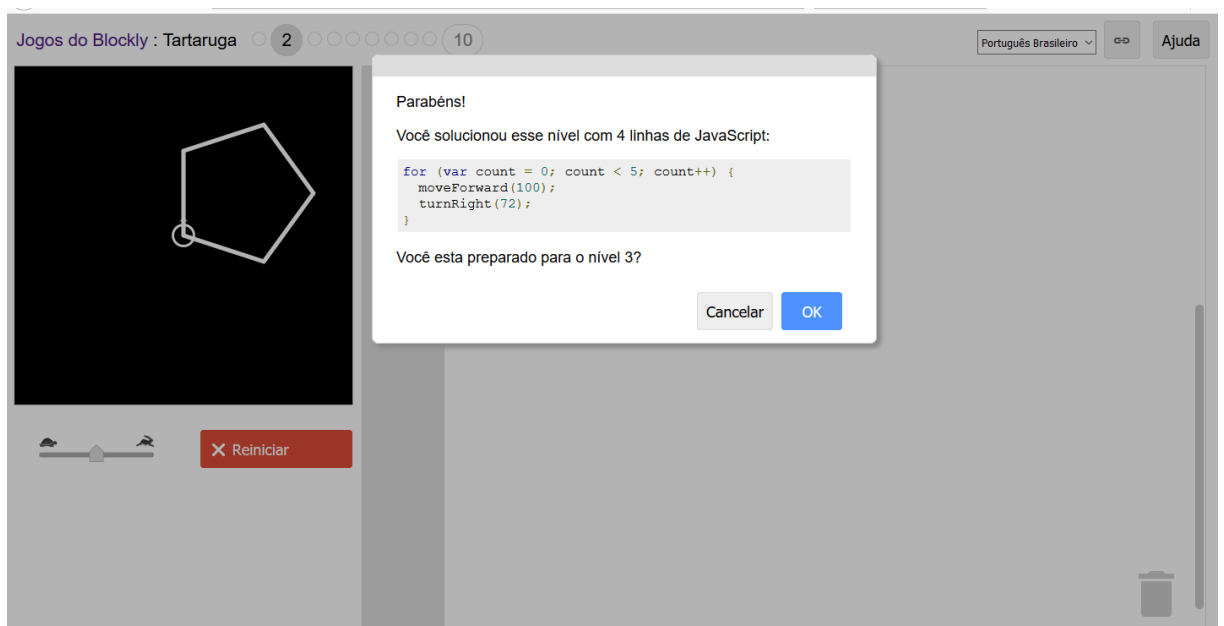 Jogos do Blockly : Tartaruga 2 10 Português Brasileiro Ajuda
Parabéns!
Você solucionou esse nível com 4 linhas de JavaScript:
for (var count = 0; count < 5; count++) {
  moveForward(100);
  turnRight(72);
}
Você esta preparado para o nível 3?
Cancelar OK
Reiniciar